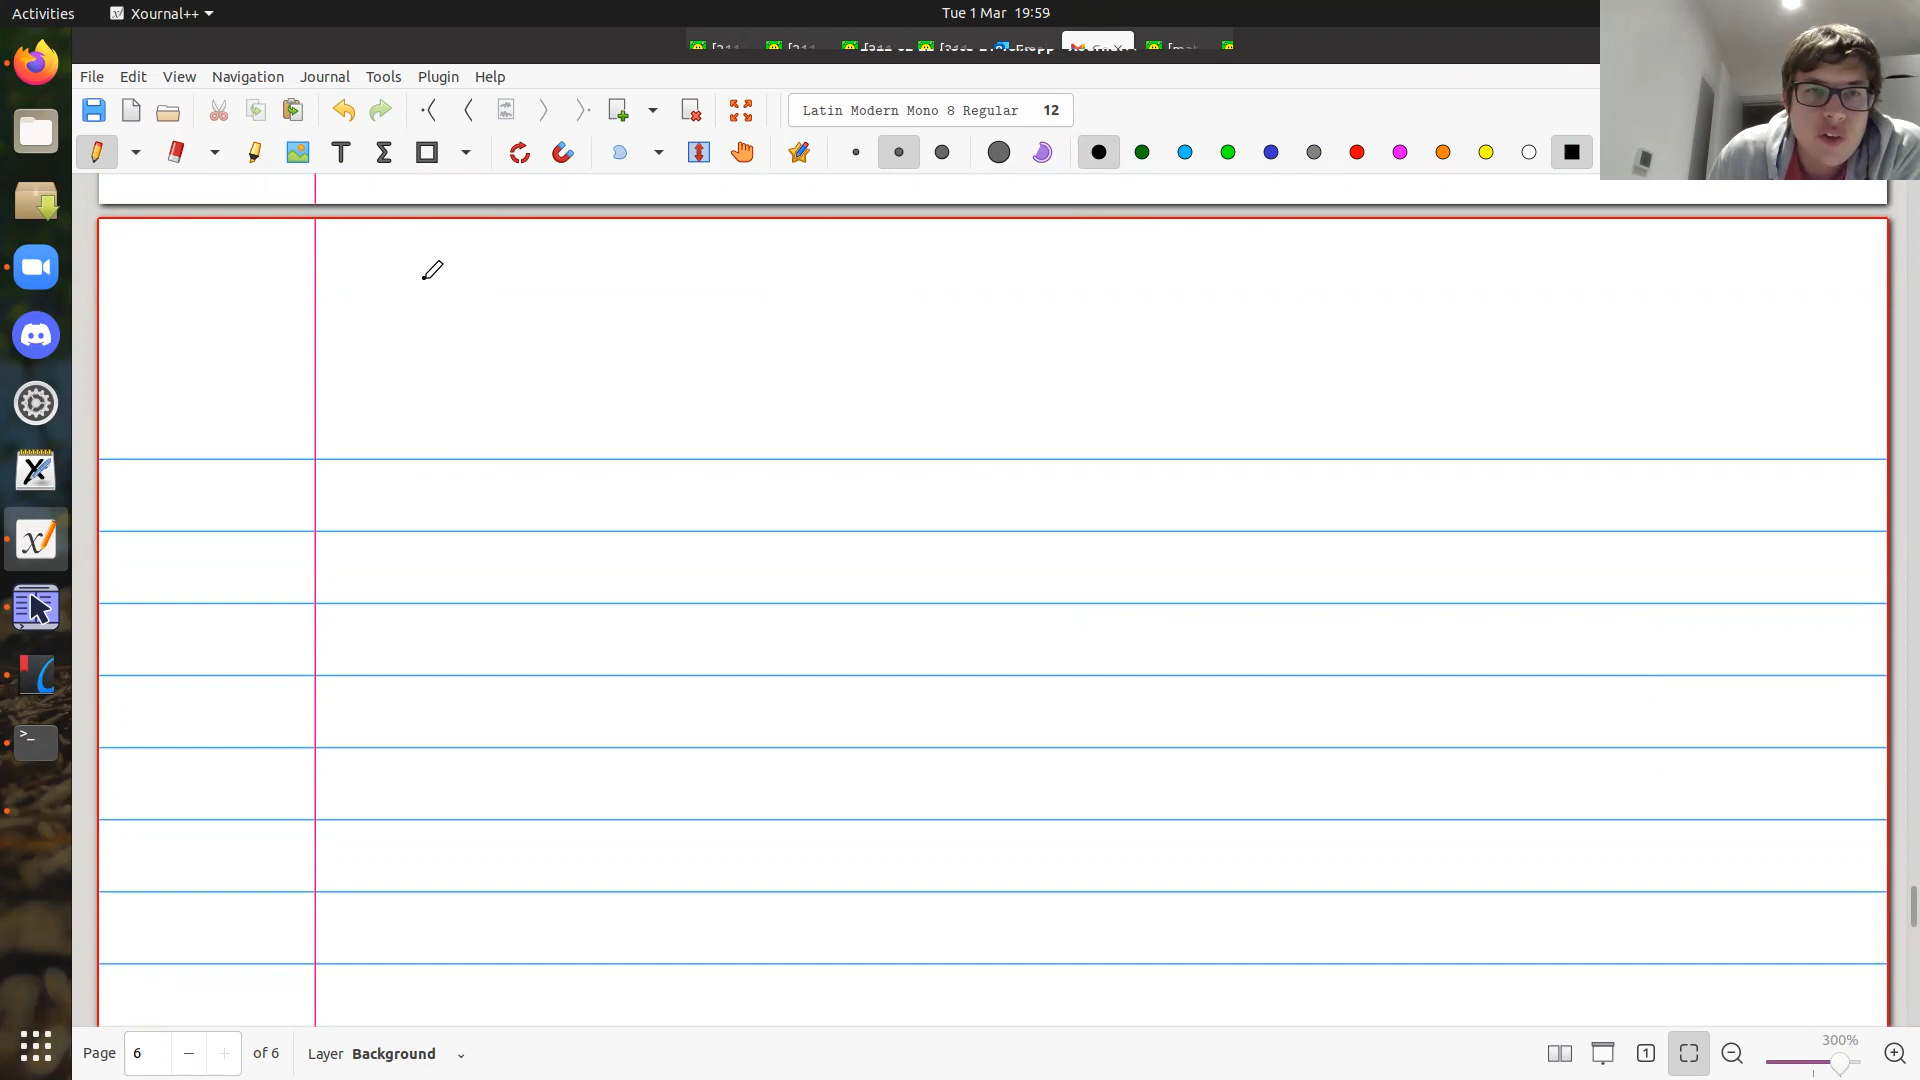 Activities
Xournal++
Tue 1 Mar 19:59
File Edit View Navigation Journal Tools Plugin Help
Latin Modern Mono 8 Regular 12
Page 6 of 6 Layer Background
1
300%